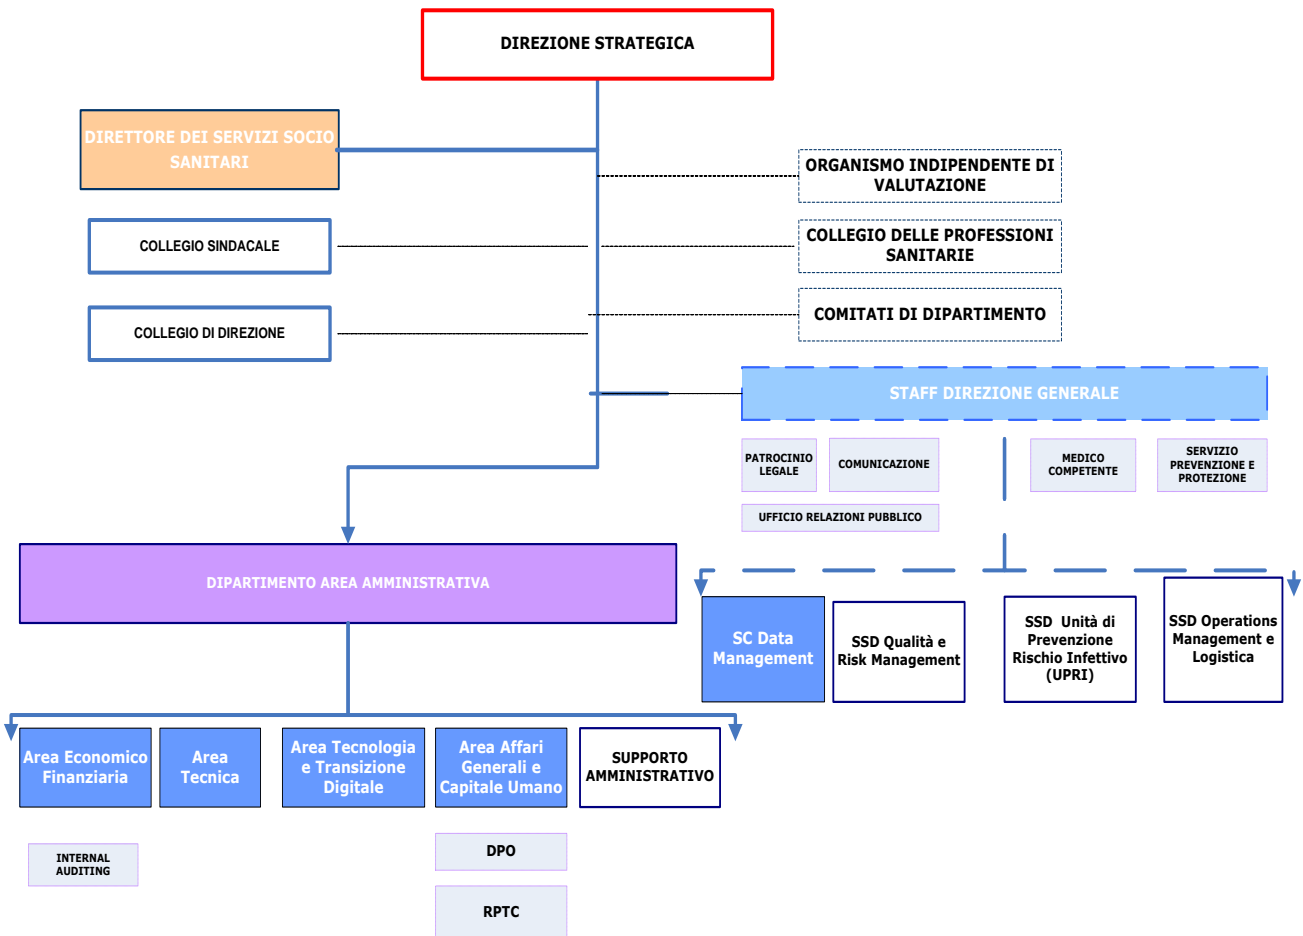 DIREZIONE STRATEGICA
DIRETTORE DEI SERVIZI SOCIO
SANITARI
ORGANISMO INDIPENDENTE DI
VALUTAZIONE
COLLEGIO SINDACALE
COLLEGIO DELLE PROFESSIONI
SANITARIE
COLLEGIO DI DIREZIONE
COMITATI DI DIPARTIMENTO
STAFF DIREZIONE GENERALE
PATROCINIO
LEGALE
COMUNICAZIONE
MEDICO
COMPETENTE
SERVIZIO
PREVENZIONE E
PROTEZIONE
UFFICIO RELAZIONI PUBBLICO
DIPARTIMENTO AREA AMMINISTRATIVA
SC Data
Management
SSD Qualità e
Risk Management
SSD Unità di
Prevenzione
Rischio Infettivo
(UPRI)
SSD Operations
Management e
Logistica
Area Economico
Finanziaria
Area
Tecnica
Area Tecnologia
e Transizione
Digitale
Area Affari
Generali e
Capitale Umano
SUPPORTO
AMMINISTRATIVO
INTERNAL
AUDITING
DPO
RPTC